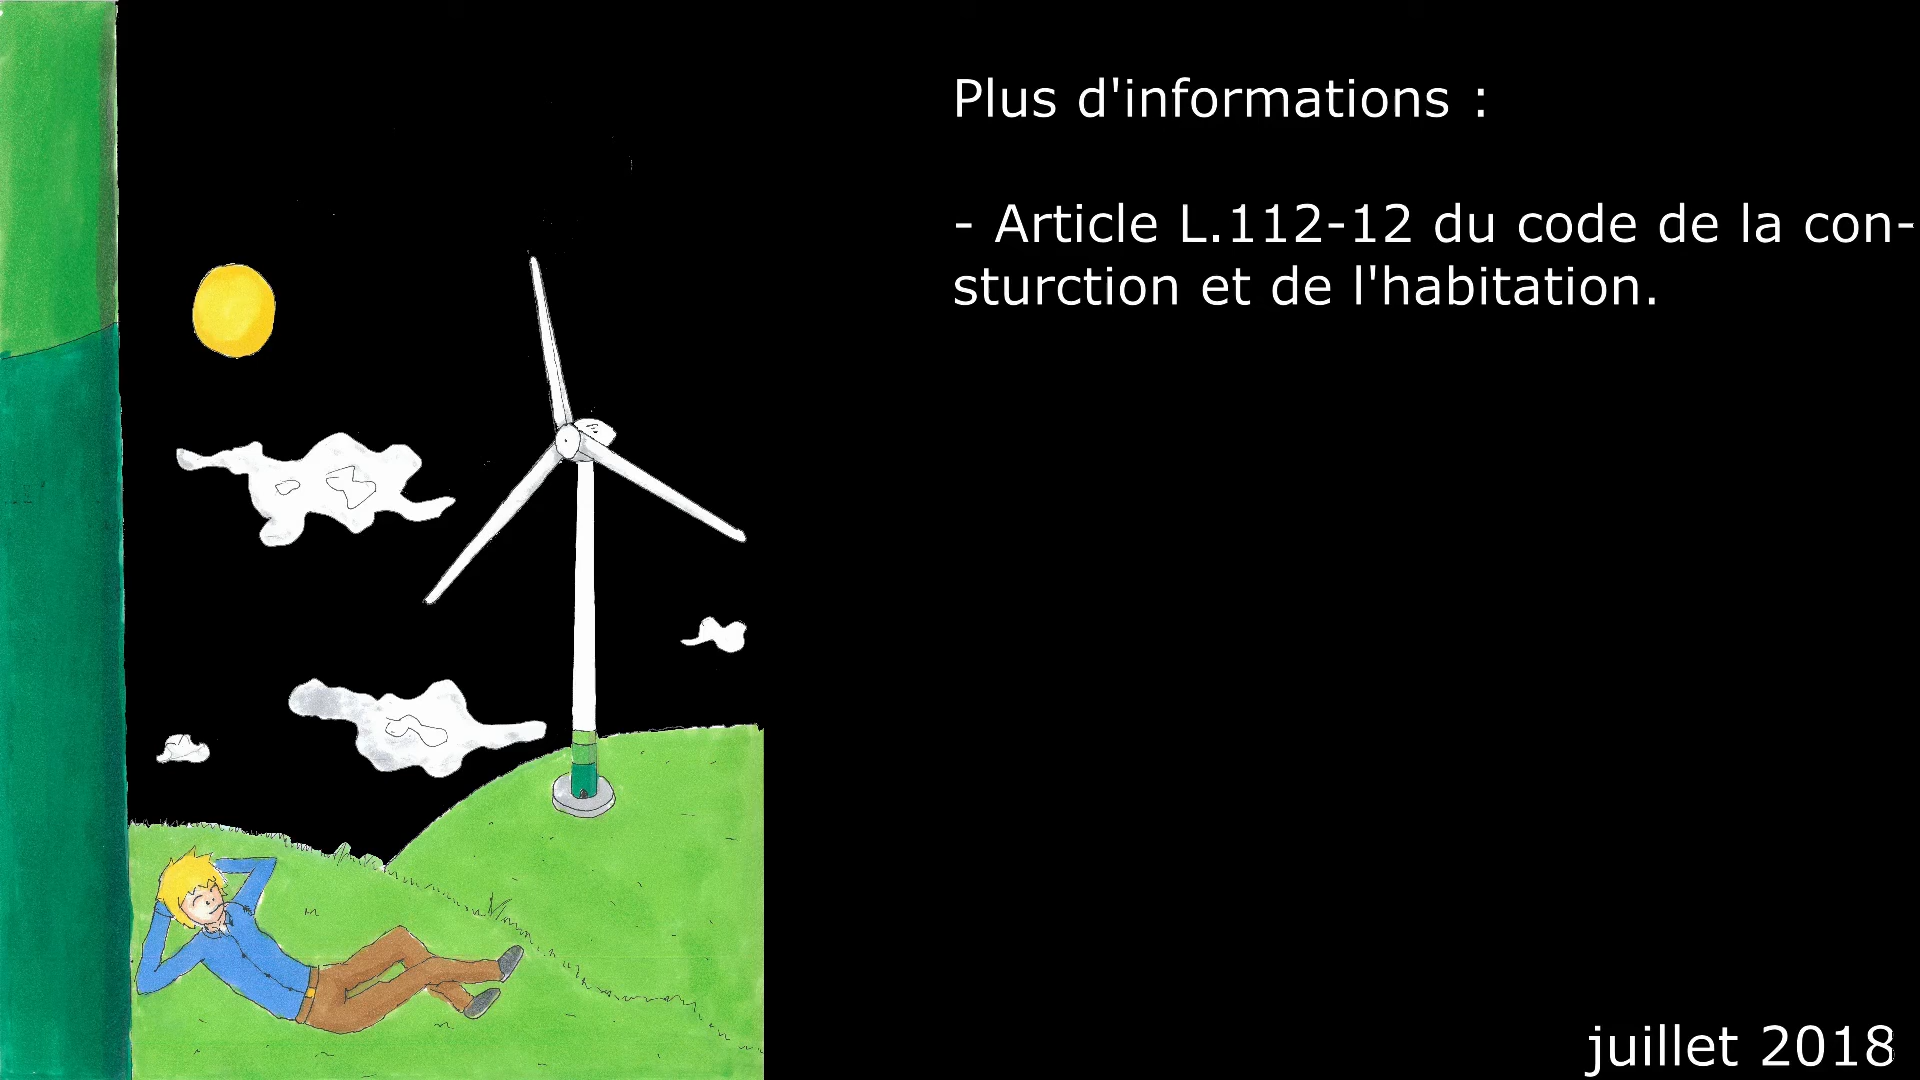 Plus d'informations :
- Article L.112-12 du code de la con-
sturction et de l'habitation.
juillet 2018